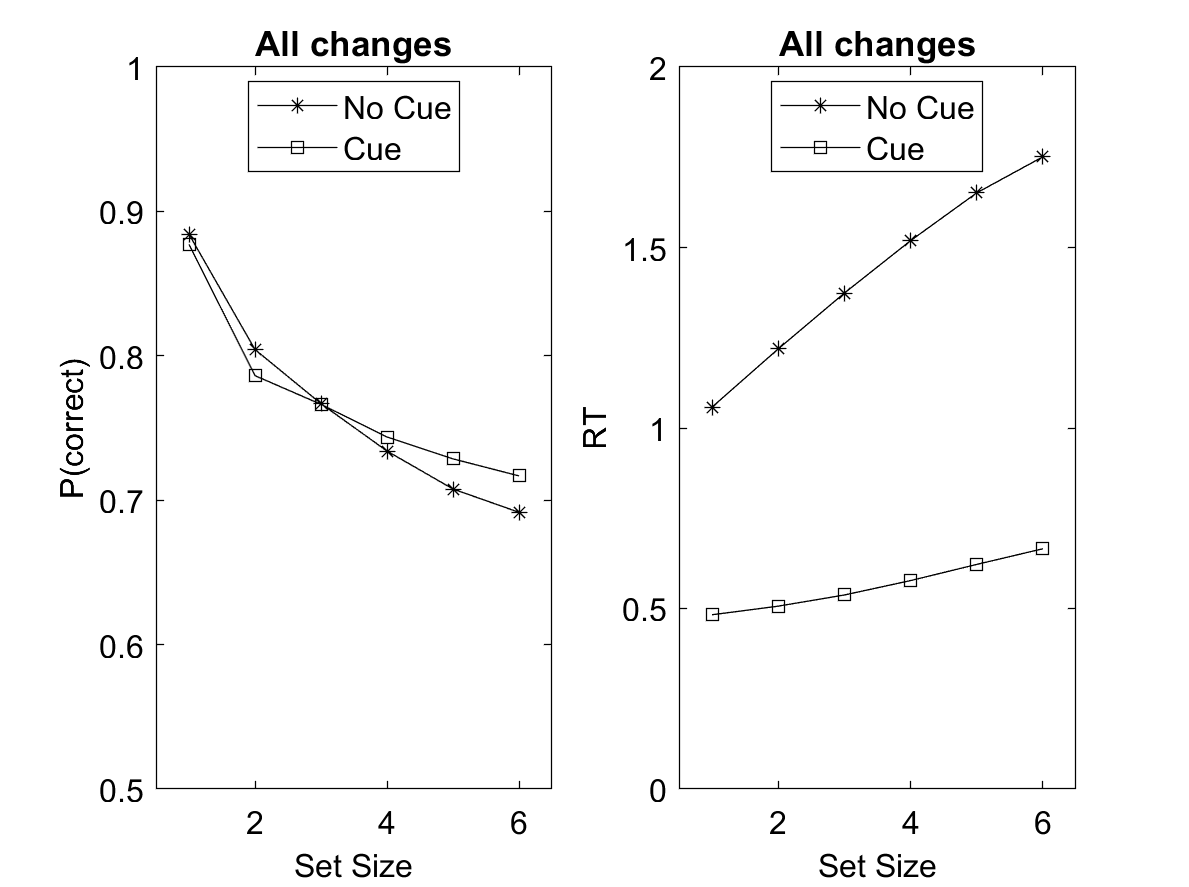 All changes
No Cue
Cue
1
0.9
0.8
0.7
0.6
0.5
P(correct)
2
4
6
Set Size
All changes
No Cue
Cue
2
1.5
1
0.5
0
RT
2
4
6
Set Size